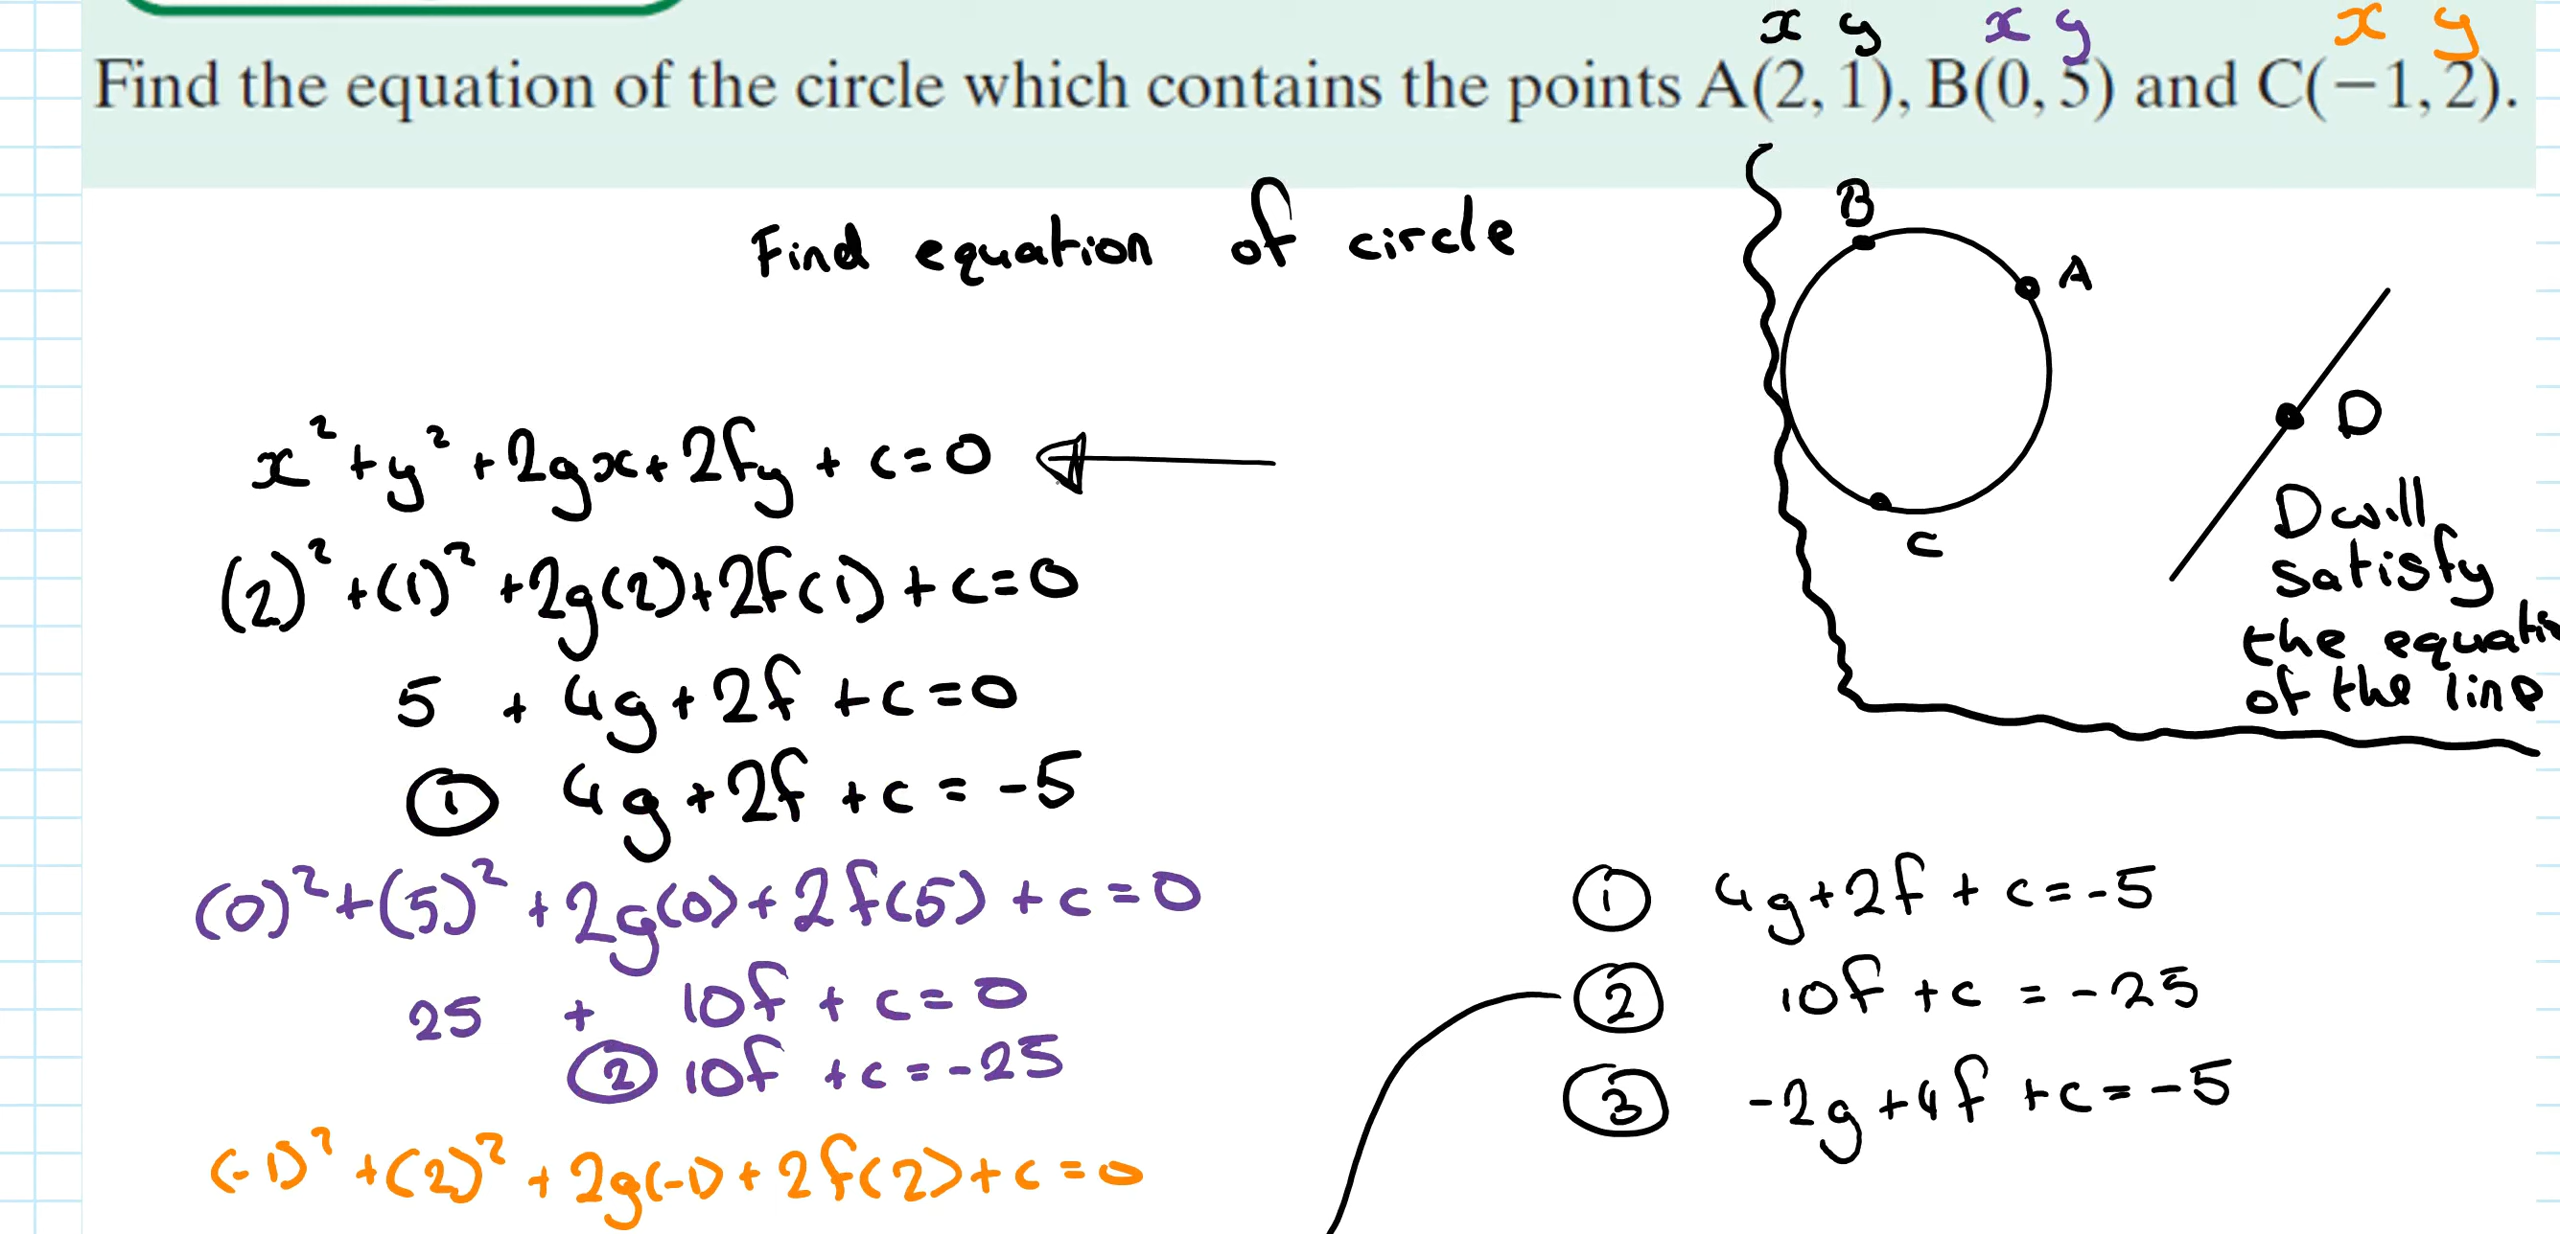 x y x y x y
Find the equation of the circle which contains the points A(2, 1), B(0, 5) and C(−1, 2).
Find equation of circle
B
A
D
C
D will
satisfy
the equatio
of the line
x² + y² + 2gx + 2fy + c = 0
(2)² + (1)² + 2g(2) + 2f(1) + c = 0
5 + 4g + 2f + c = 0
① 4g + 2f + c = -5
(0)² + (5)² + 2g(0) + 2f(5) + c = 0
25 + 10f + c = 0
② 10f + c = -25
(-1)² + (2)² + 2g(-1) + 2f(2) + c = 0
① 4g + 2f + c = -5
② 10f + c = -25
③ -2g + 4f + c = -5